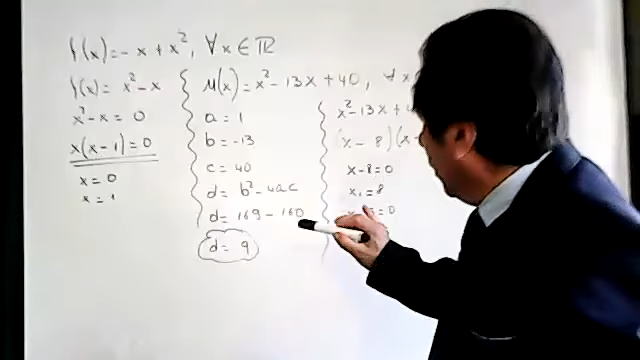 f(x)=-x+x², ∀x∈ℝ
f(x)= x²-x
x²-x=0
x(x-1)=0
x=0
x=1
μ(x)=x²-13x+40, ∀x
a=1
b=-13
c=40
d=b²-4ac
d=169-160
d=9
x²-13x+4
(x-8)(x-
x-8=0
x₁=8
=0